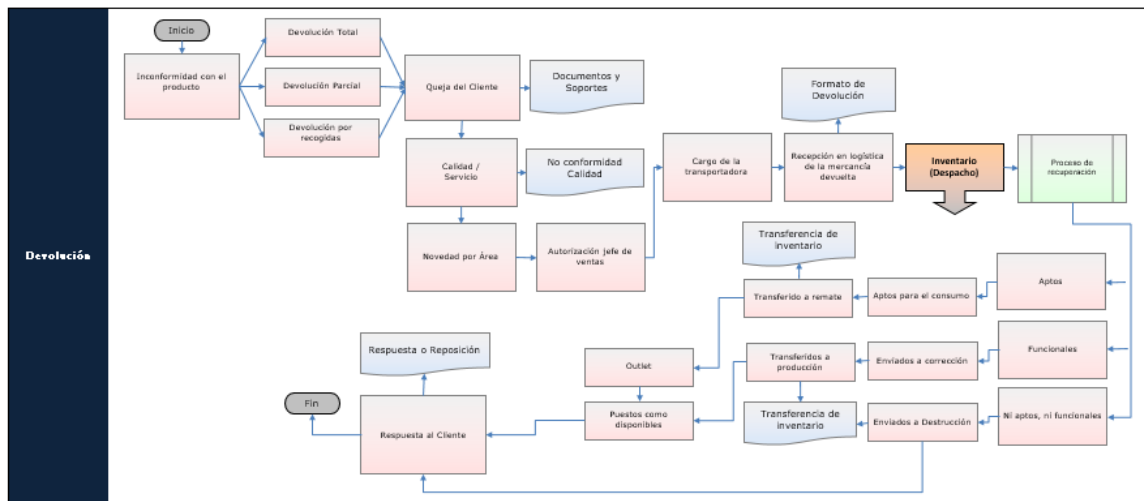 Devolución
Inicio
Inconformidad con el
producto
Devolución Total
Devolución Parcial
Devolución por
recogidas
Queja del Cliente
Documentos y
Soportes
Calidad /
Servicio
No conformidad
Calidad
Novedad por Área
Autorización jefe de
ventas
Cargo de la
transportadora
Formato de
Devolución
Recepción en logística
de la mercancía
devuelta
Inventario
(Despacho)
Proceso de
recuperación
Transferencia de
inventario
Transferido a remate
Aptos para el consumo
Aptos
Respuesta o Reposición
Outlet
Transferidos a
producción
Enviados a corrección
Funcionales
Fin
Respuesta al Cliente
Puestos como
disponibles
Transferencia de
inventario
Enviados a Destrucción
Ni aptos, ni funcionales